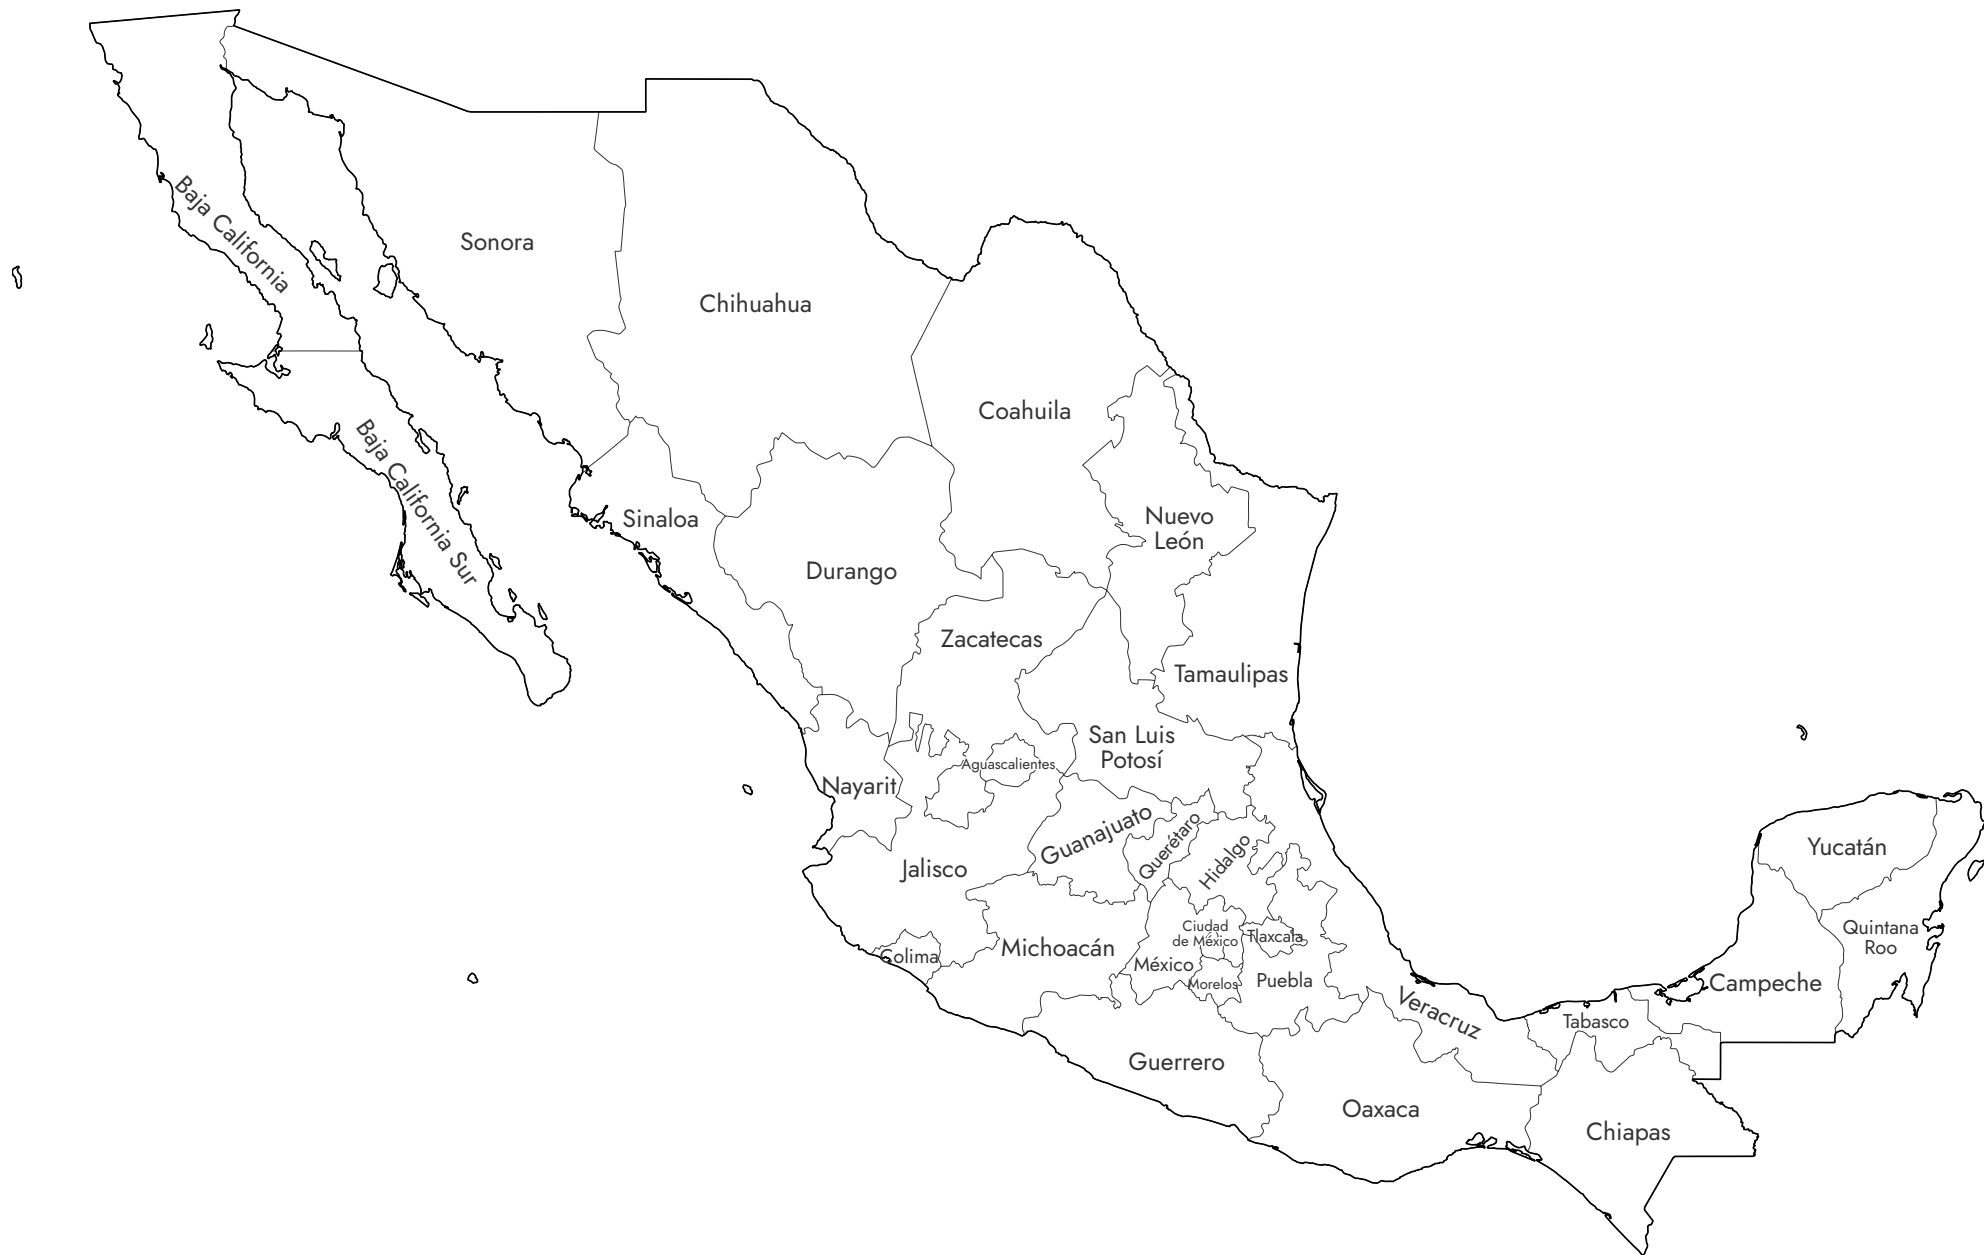 Baja California
Sonora
Chihuahua
Coahuila
Baja California Sur
Sinaloa
Nuevo
León
Durango
Zacatecas
Tamaulipas
San Luis
Potosí
Aguascalientes
Nayarit
Guanajuato
Querétaro
Hidalgo
Jalisco
Yucatán
Ciudad
de México
Tlaxcala
Quintana
Roo
Colima
Michoacán
México
Morelos
Puebla
Campeche
Veracruz
Tabasco
Guerrero
Oaxaca
Chiapas